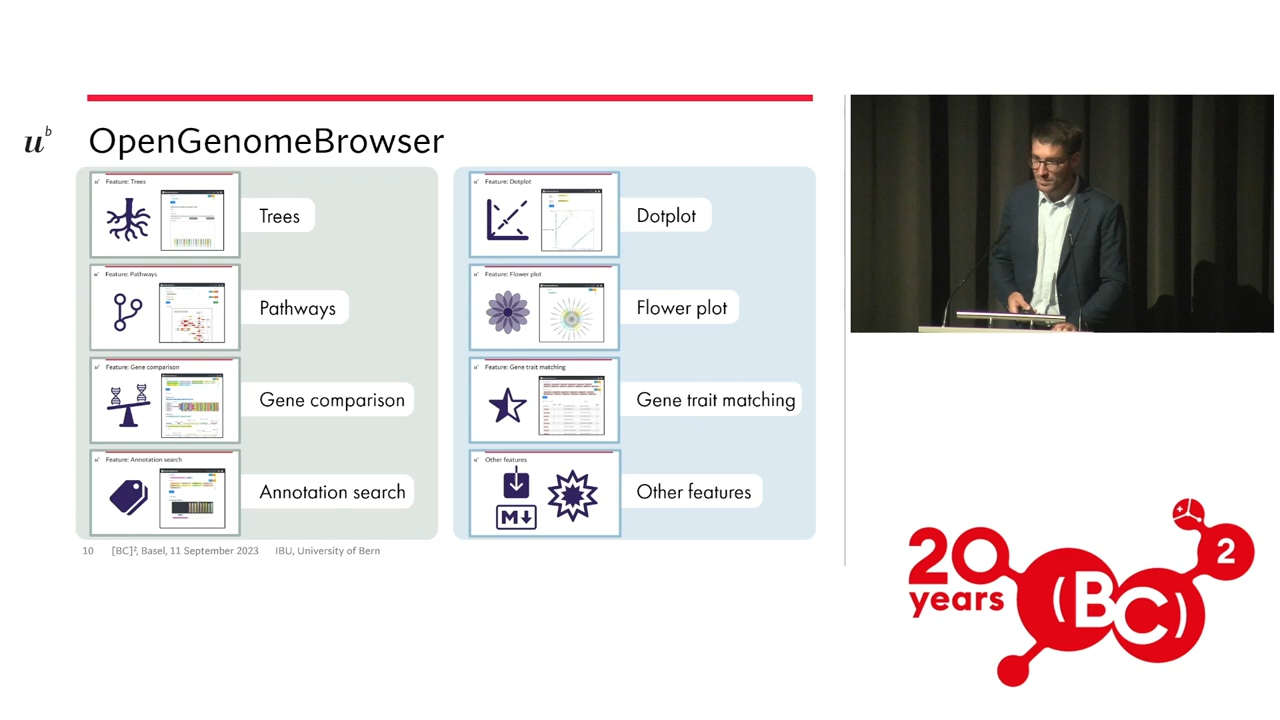 u^b
OpenGenomeBrowser
u^b Feature: Trees
Trees
u^b Feature: Pathways
Pathways
u^b Feature: Gene comparison
Gene comparison
u^b Feature: Annotation search
Annotation search
u^b Feature: Dotplot
Dotplot
u^b Feature: Flower plot
Flower plot
u^b Feature: Gene trait matching
Gene trait matching
u^b Other features
M
Other features
10 [BC]², Basel, 11 September 2023 IBU, University of Bern
20
years
(BC)
2